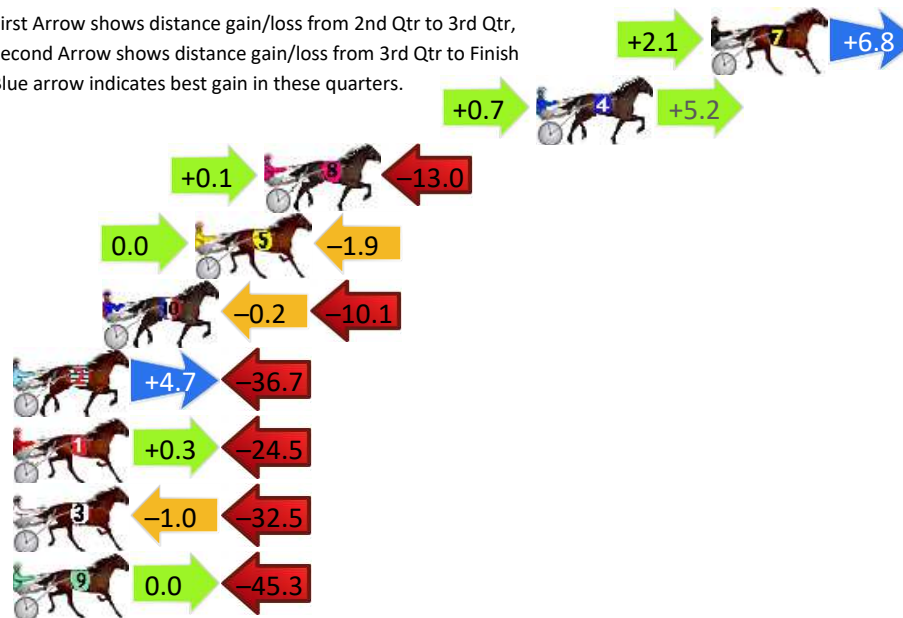 irst Arrow shows distance gain/loss from 2nd Qtr to 3rd Qtr,
econd Arrow shows distance gain/loss from 3rd Qtr to Finish
lue arrow indicates best gain in these quarters.
+2.1 7 +6.8
+0.7 4 +5.2
+0.1 8 –13.0
0.0 5 –1.9
10 –0.2 –10.1
+4.7 –36.7
1 +0.3 –24.5
3 –1.0 –32.5
9 0.0 –45.3